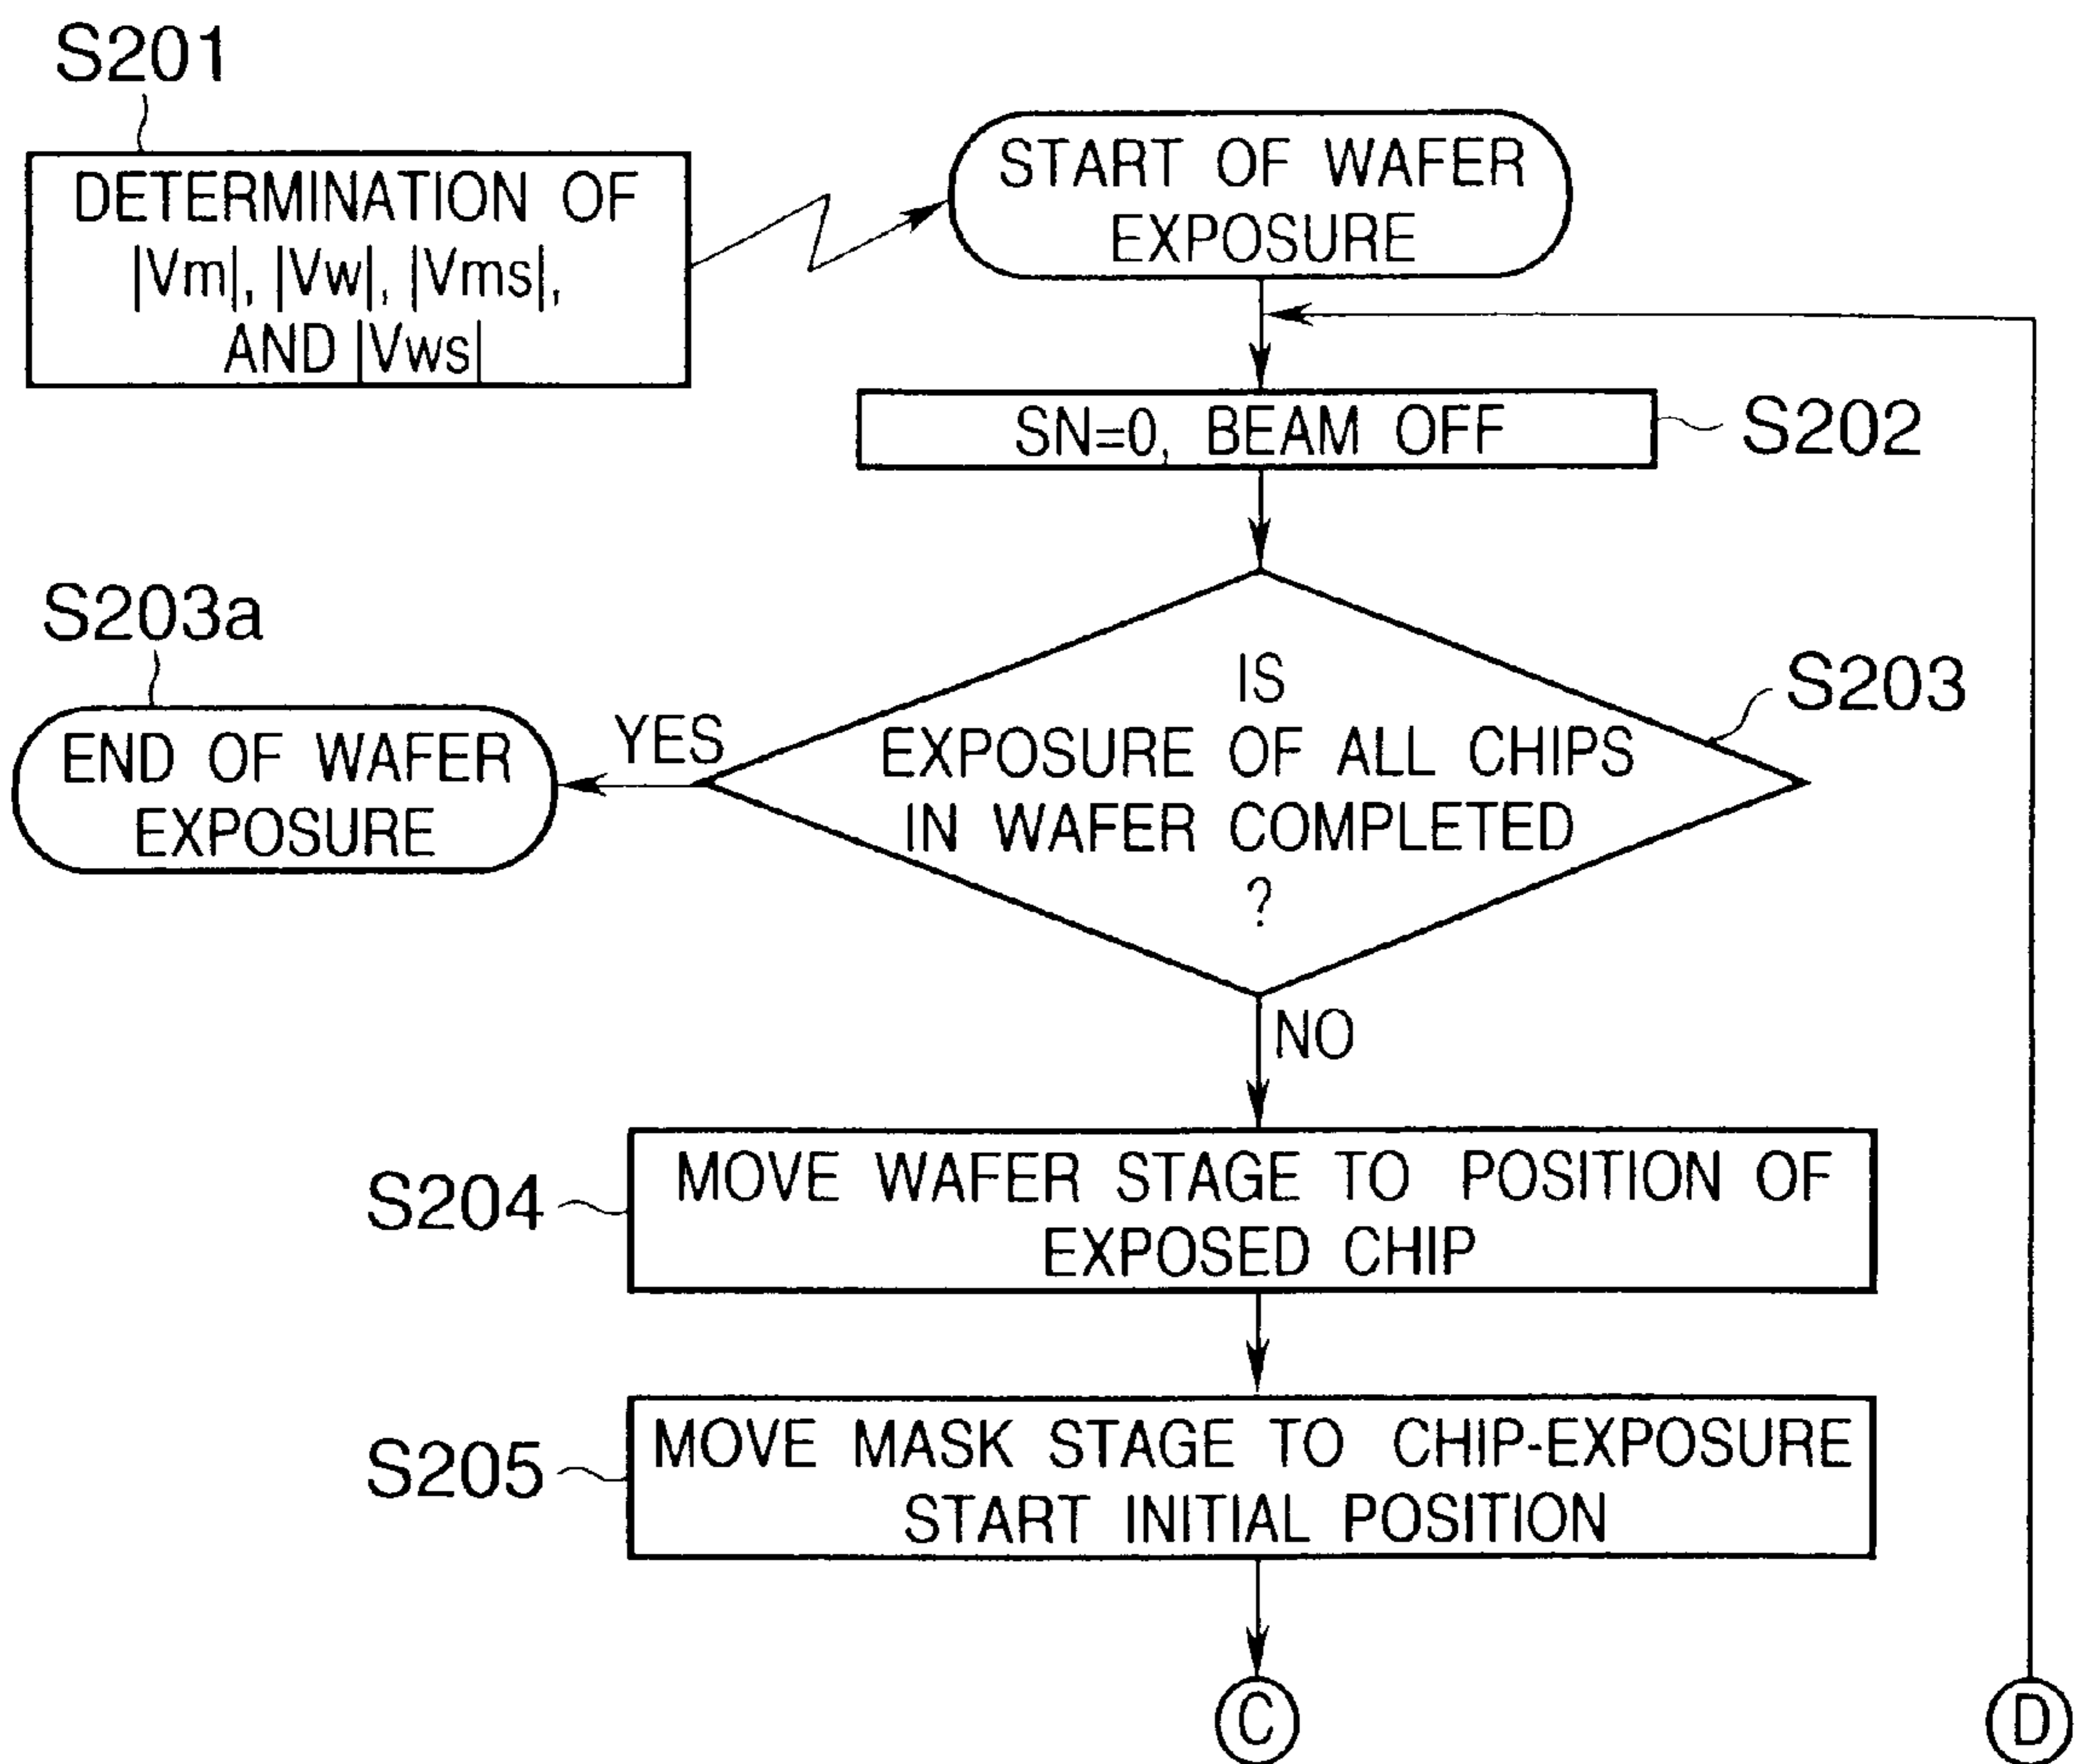 S201
DETERMINATION OF
|Vm|, |Vw|, |Vms|,
AND |Vws|
START OF WAFER
EXPOSURE
SN=0, BEAM OFF
S202
S203a
END OF WAFER
EXPOSURE
YES
IS
EXPOSURE OF ALL CHIPS
IN WAFER COMPLETED
?
S203
NO
S204
MOVE WAFER STAGE TO POSITION OF
EXPOSED CHIP
S205
MOVE MASK STAGE TO CHIP-EXPOSURE
START INITIAL POSITION
C
D